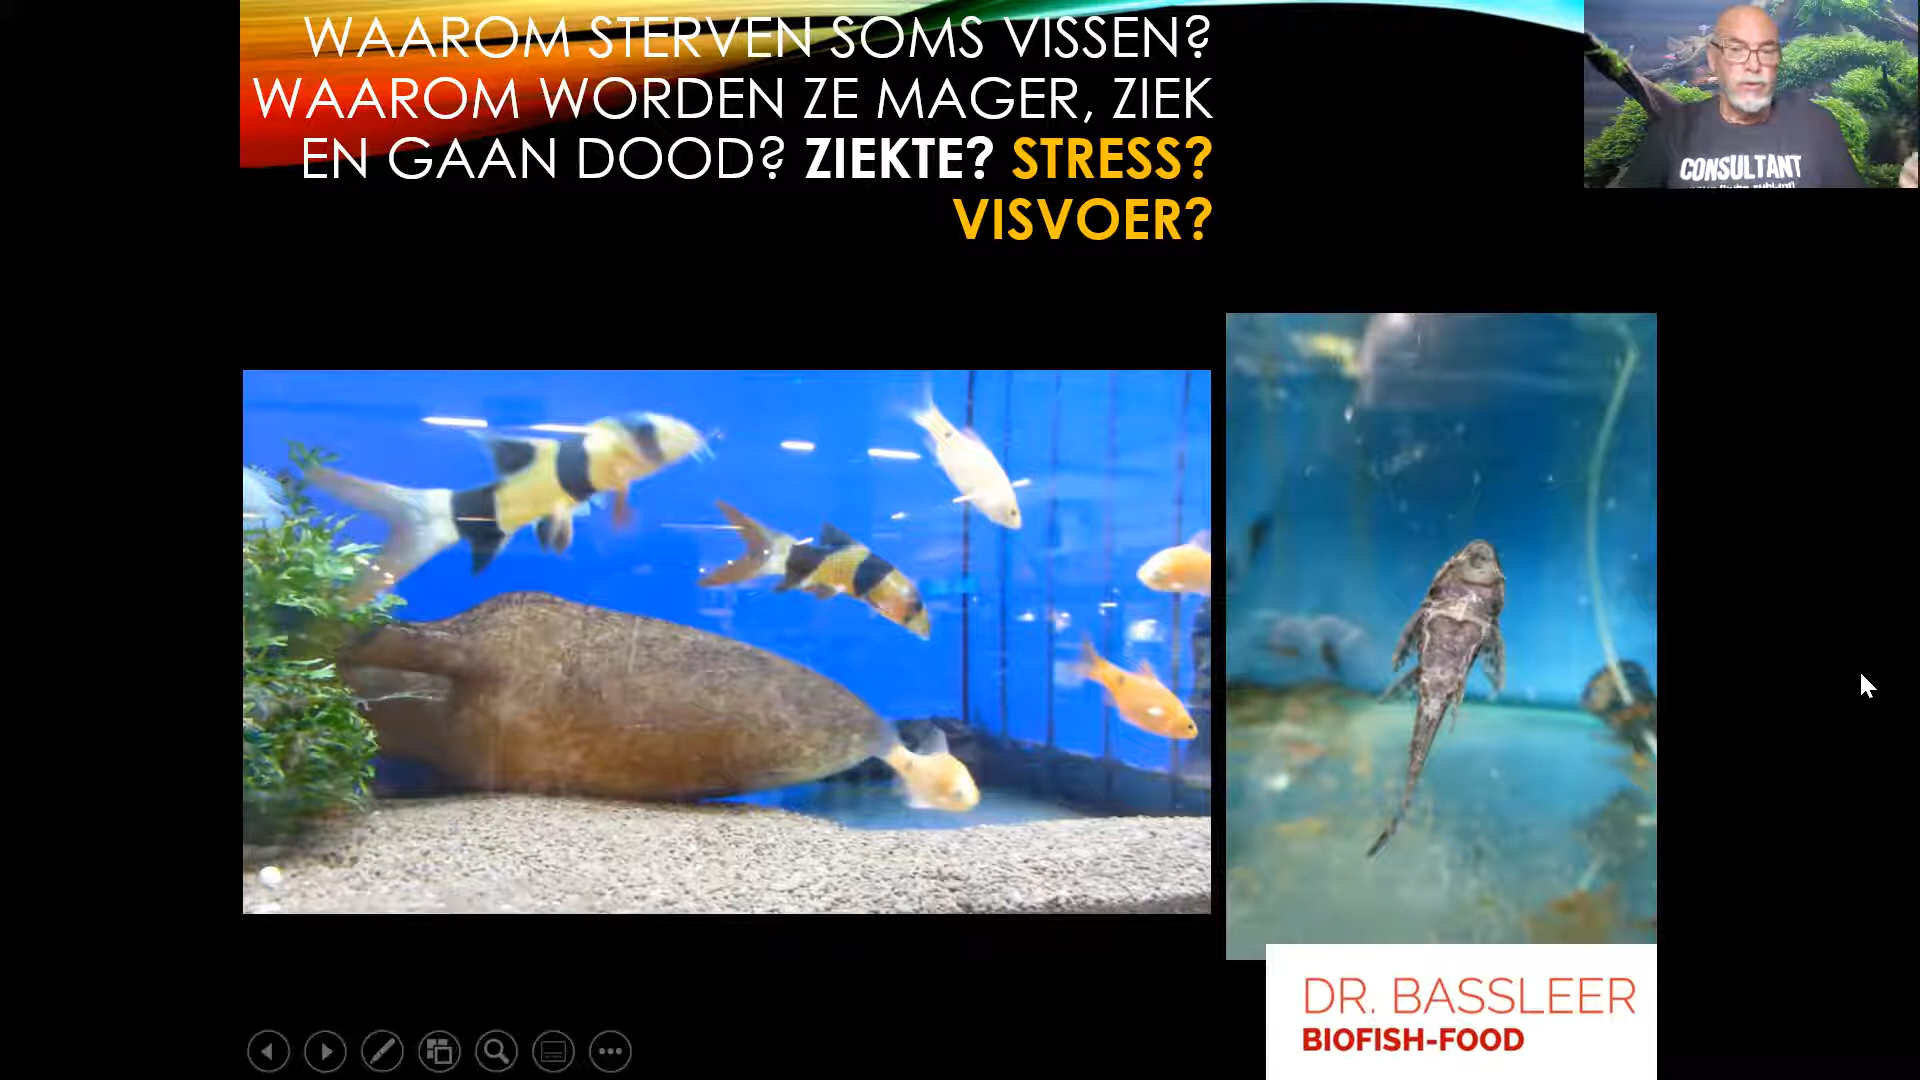 WAAROM STERVEN SOMS VISSEN?
WAAROM WORDEN ZE MAGER, ZIEK
EN GAAN DOOD? ZIEKTE? STRESS?
VISVOER?
CONSULTANT
DR. BASSLEER
BIOFISH-FOOD